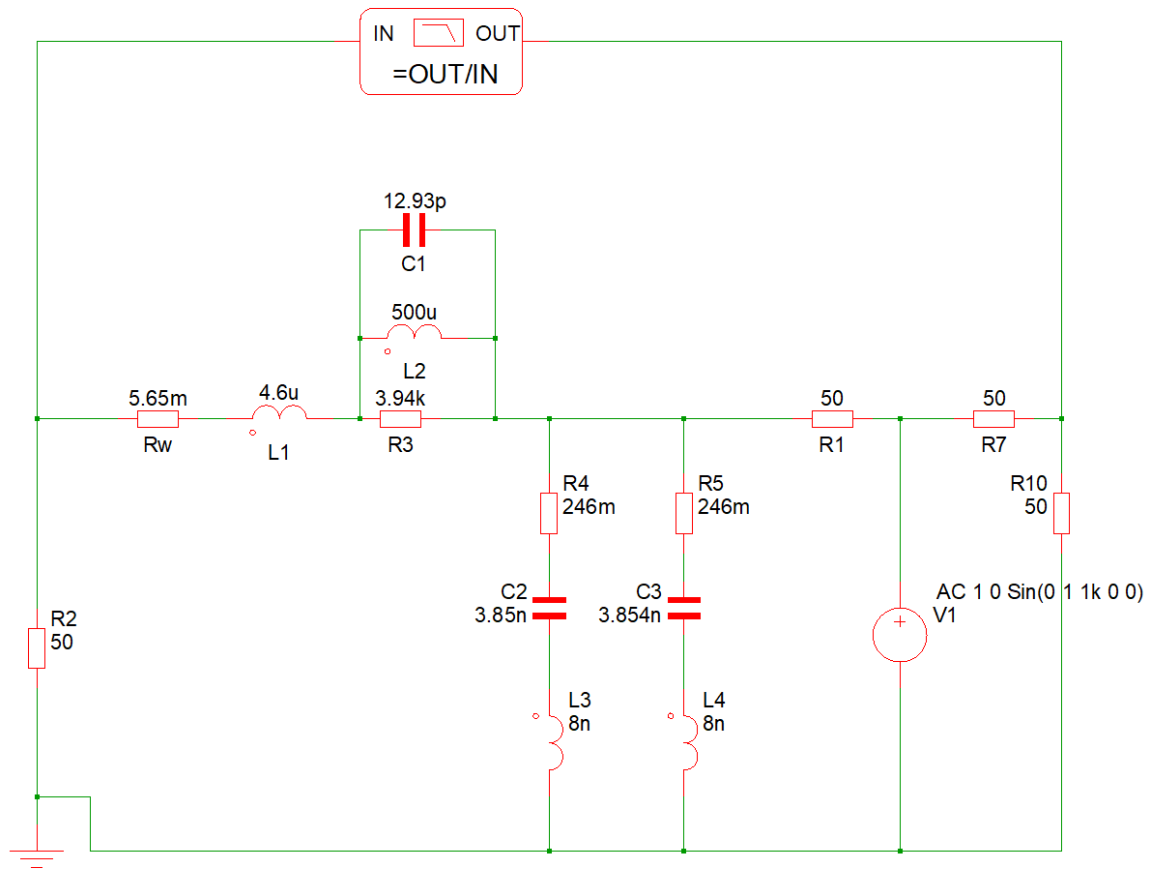 IN OUT
=OUT/IN
12.93p
C1
500u
L2
5.65m
Rw
4.6u
L1
3.94k
R3
50
R1
50
R7
R4
246m
R5
246m
R10
50
C2
3.85n
C3
3.854n
AC 1 0 Sin(0 1 1k 0 0)
V1
R2
50
L3
8n
L4
8n